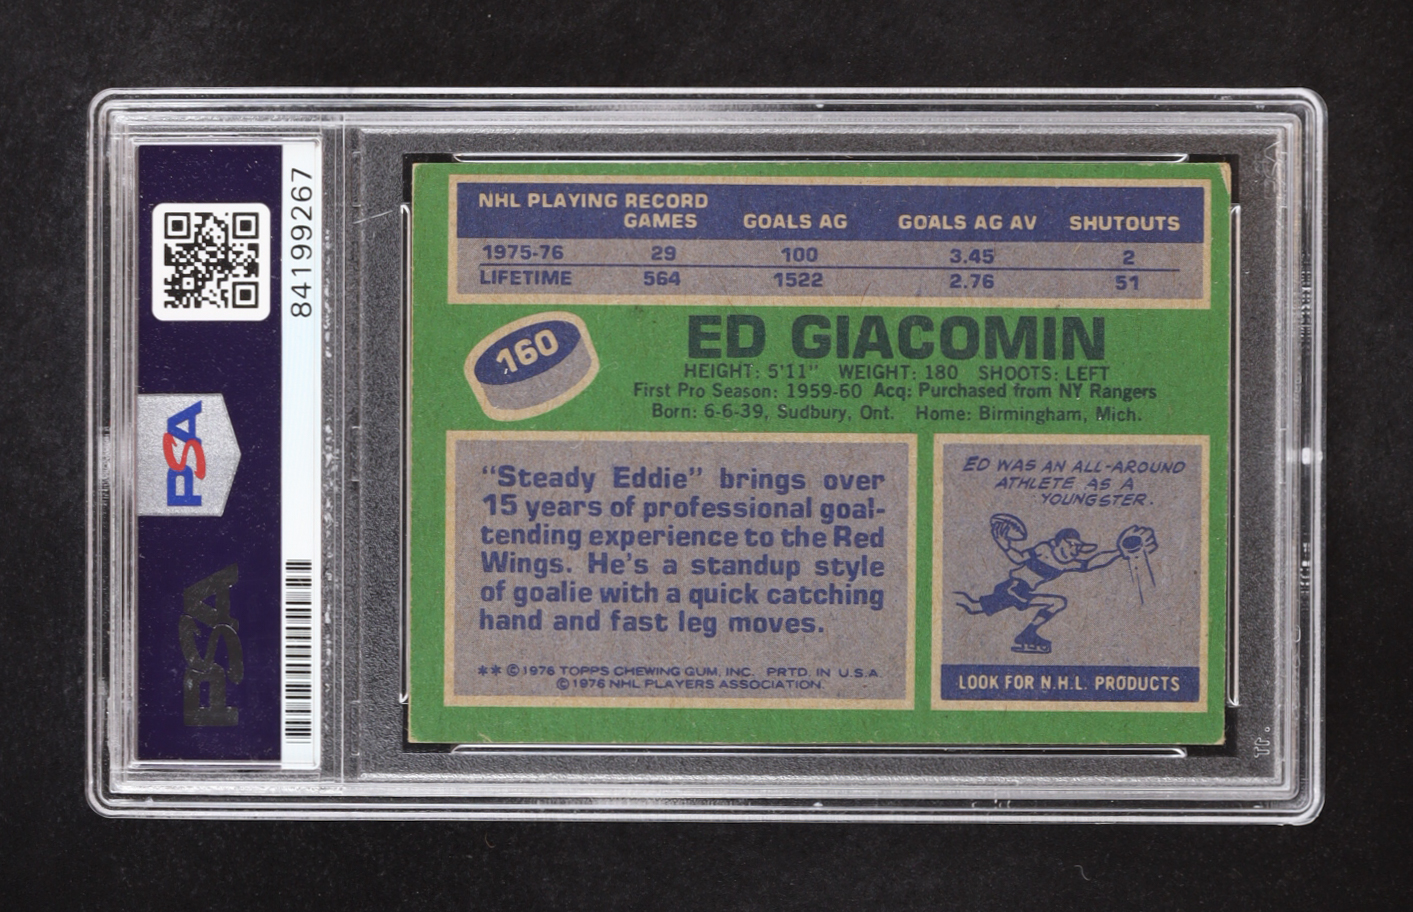 84199267
PSA
PSA
NHL PLAYING RECORD
GAMES GOALS AG GOALS AG AV SHUTOUTS
1975-76 29 100 3.45 2
LIFETIME 564 1522 2.76 51
160
ED GIACOMIN
HEIGHT: 5'11" WEIGHT: 180 SHOOTS: LEFT
First Pro Season: 1959-60 Acq: Purchased from NY Rangers
Born: 6-6-39, Sudbury, Ont. Home: Birmingham, Mich.
“Steady Eddie” brings over
15 years of professional goal-
tending experience to the Red
Wings. He's a standup style
of goalie with a quick catching
hand and fast leg moves.
**©1976 TOPPS CHEWING GUM, INC. PRTD. IN U.S.A.
©1976 NHL PLAYERS ASSOCIATION
ED WAS AN ALL-AROUND
ATHLETE AS A
YOUNGSTER.
LOOK FOR N.H.L. PRODUCTS